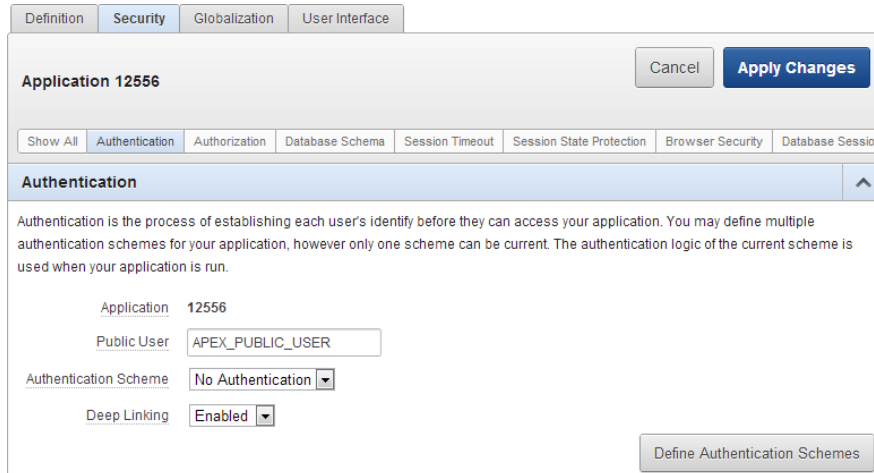 Definition Security Globalization User Interface
Application 12556 Cancel Apply Changes
Show All Authentication Authorization Database Schema Session Timeout Session State Protection Browser Security Database Sessio
Authentication
Authentication is the process of establishing each user's identify before they can access your application. You may define multiple
authentication schemes for your application, however only one scheme can be current. The authentication logic of the current scheme is
used when your application is run.
Application 12556
Public User APEX_PUBLIC_USER
Authentication Scheme No Authentication
Deep Linking Enabled
Define Authentication Schemes